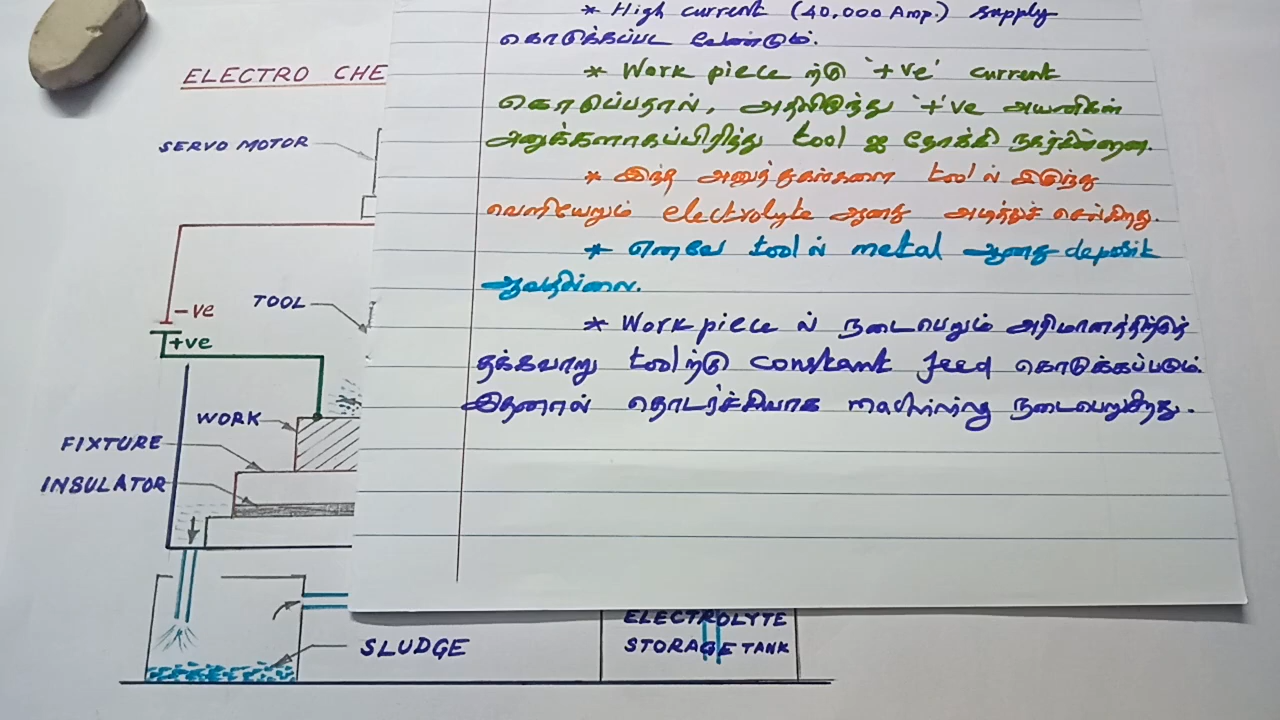 * High current (40,000 Amp.) supply
கொடுக்கப்பட வேண்டும்.
* Work piece ற்கு '+ve' current
கொடுப்பதால், அதிலிருந்து '+'ve அயனிகள்
அணுக்களாகப்பிரிந்து tool ஐ நோக்கி நகர்கின்றன.
* இந்த அணுத்துகள்களை tool ல் இருந்து
வெளியேறும் electrolyte ஆனது அடித்துச் செல்கிறது.
* எனவே tool ல் metal ஆனது deposit
ஆவதில்லை.
* Work piece ல் நடைபெறும் அரிமானத்திற்குத்
தக்கவாறு tool ற்கு constant feed கொடுக்கப்படும்.
இதனால் தொடர்ச்சியாக machining நடைபெறுகிறது.
ELECTRO CHE
SERVO MOTOR
-ve
TOOL
+ve
WORK
FIXTURE
INSULATOR
SLUDGE
ELECTROLYTE
STORAGE TANK